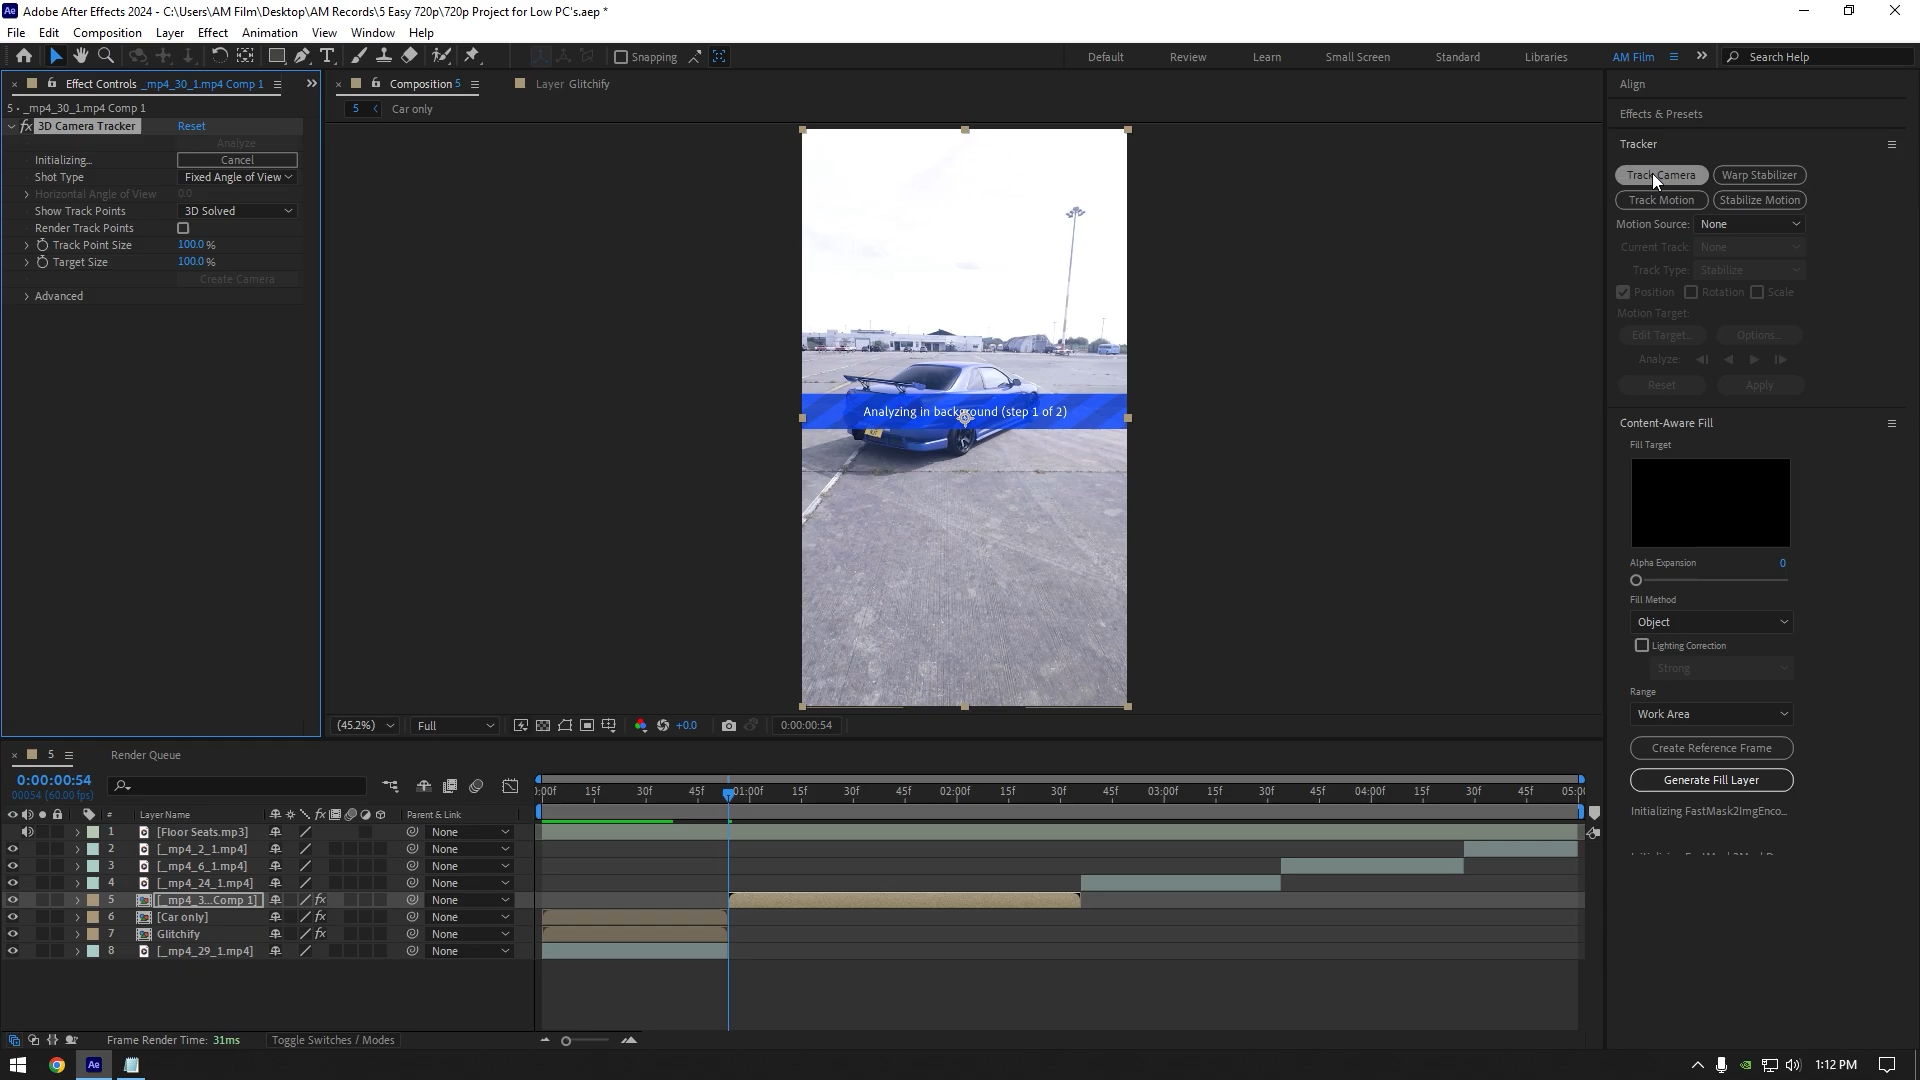 Adobe After Effects 2024 - C:\Users\AM Film\Desktop\AM Records\5 Easy 720p\720p Project for Low PC's.aep *
File Edit Composition Layer Effect Animation View Window Help
Snapping
Default Review Learn Small Screen Standard Libraries AM Film Search Help
Effect Controls _mp4_30_1.mp4 Comp 1
5 • _mp4_30_1.mp4 Comp 1
fx 3D Camera Tracker Reset
Analyze
Initializing... Cancel
Shot Type Fixed Angle of View
Horizontal Angle of View 0.0
Show Track Points 3D Solved
Render Track Points
Track Point Size 100.0 %
Target Size 100.0 %
Create Camera
Advanced
Composition 5 Layer Glitchify
5 Car only
Analyzing in background (step 1 of 2)
(45.2%) Full +0.0 0:00:00:54
Align
Effects & Presets
Tracker
Track Camera Warp Stabilizer
Track Motion Stabilize Motion
Motion Source: None
Current Track: None
Track Type: Stabilize
Position Rotation Scale
Motion Target:
Edit Target... Options...
Analyze:
Reset Apply
Content-Aware Fill
Fill Target
Alpha Expansion 0
Fill Method
Object
Lighting Correction
Strong
Range
Work Area
Create Reference Frame
Generate Fill Layer
Initializing FastMask2ImgEnco...
5 Render Queue
0:00:00:54
00054 (60.00 fps)
:00f 15f 30f 45f 01:00f 15f 30f 45f 02:00f 15f 30f 45f 03:00f 15f 30f 45f 04:00f 15f 30f 45f 05:00
# Layer Name fx Parent & Link
1 [Floor Seats.mp3] None
2 [_mp4_2_1.mp4] None
3 [_mp4_6_1.mp4] None
4 [_mp4_24_1.mp4] None
5 [_mp4_3...Comp 1] fx None
6 [Car only] fx None
7 Glitchify fx None
8 [_mp4_29_1.mp4] None
Frame Render Time: 31ms Toggle Switches / Modes
Ae 1:12 PM